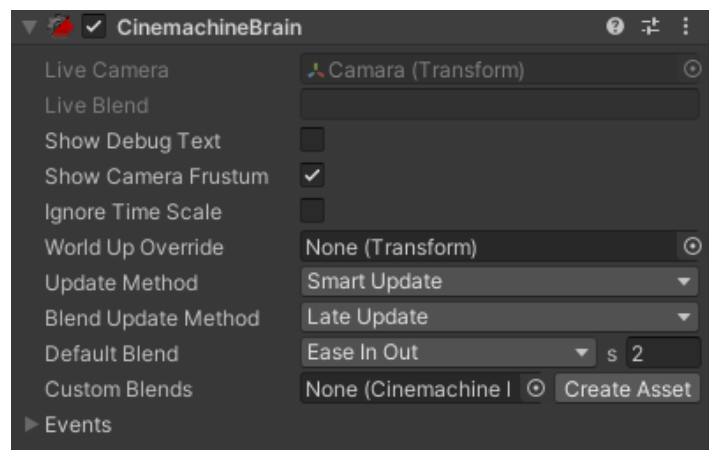 CinemachineBrain
Live Camera Camara (Transform)
Live Blend
Show Debug Text
Show Camera Frustum
Ignore Time Scale
World Up Override None (Transform)
Update Method Smart Update
Blend Update Method Late Update
Default Blend Ease In Out s 2
Custom Blends None (Cinemachine I Create Asset
Events